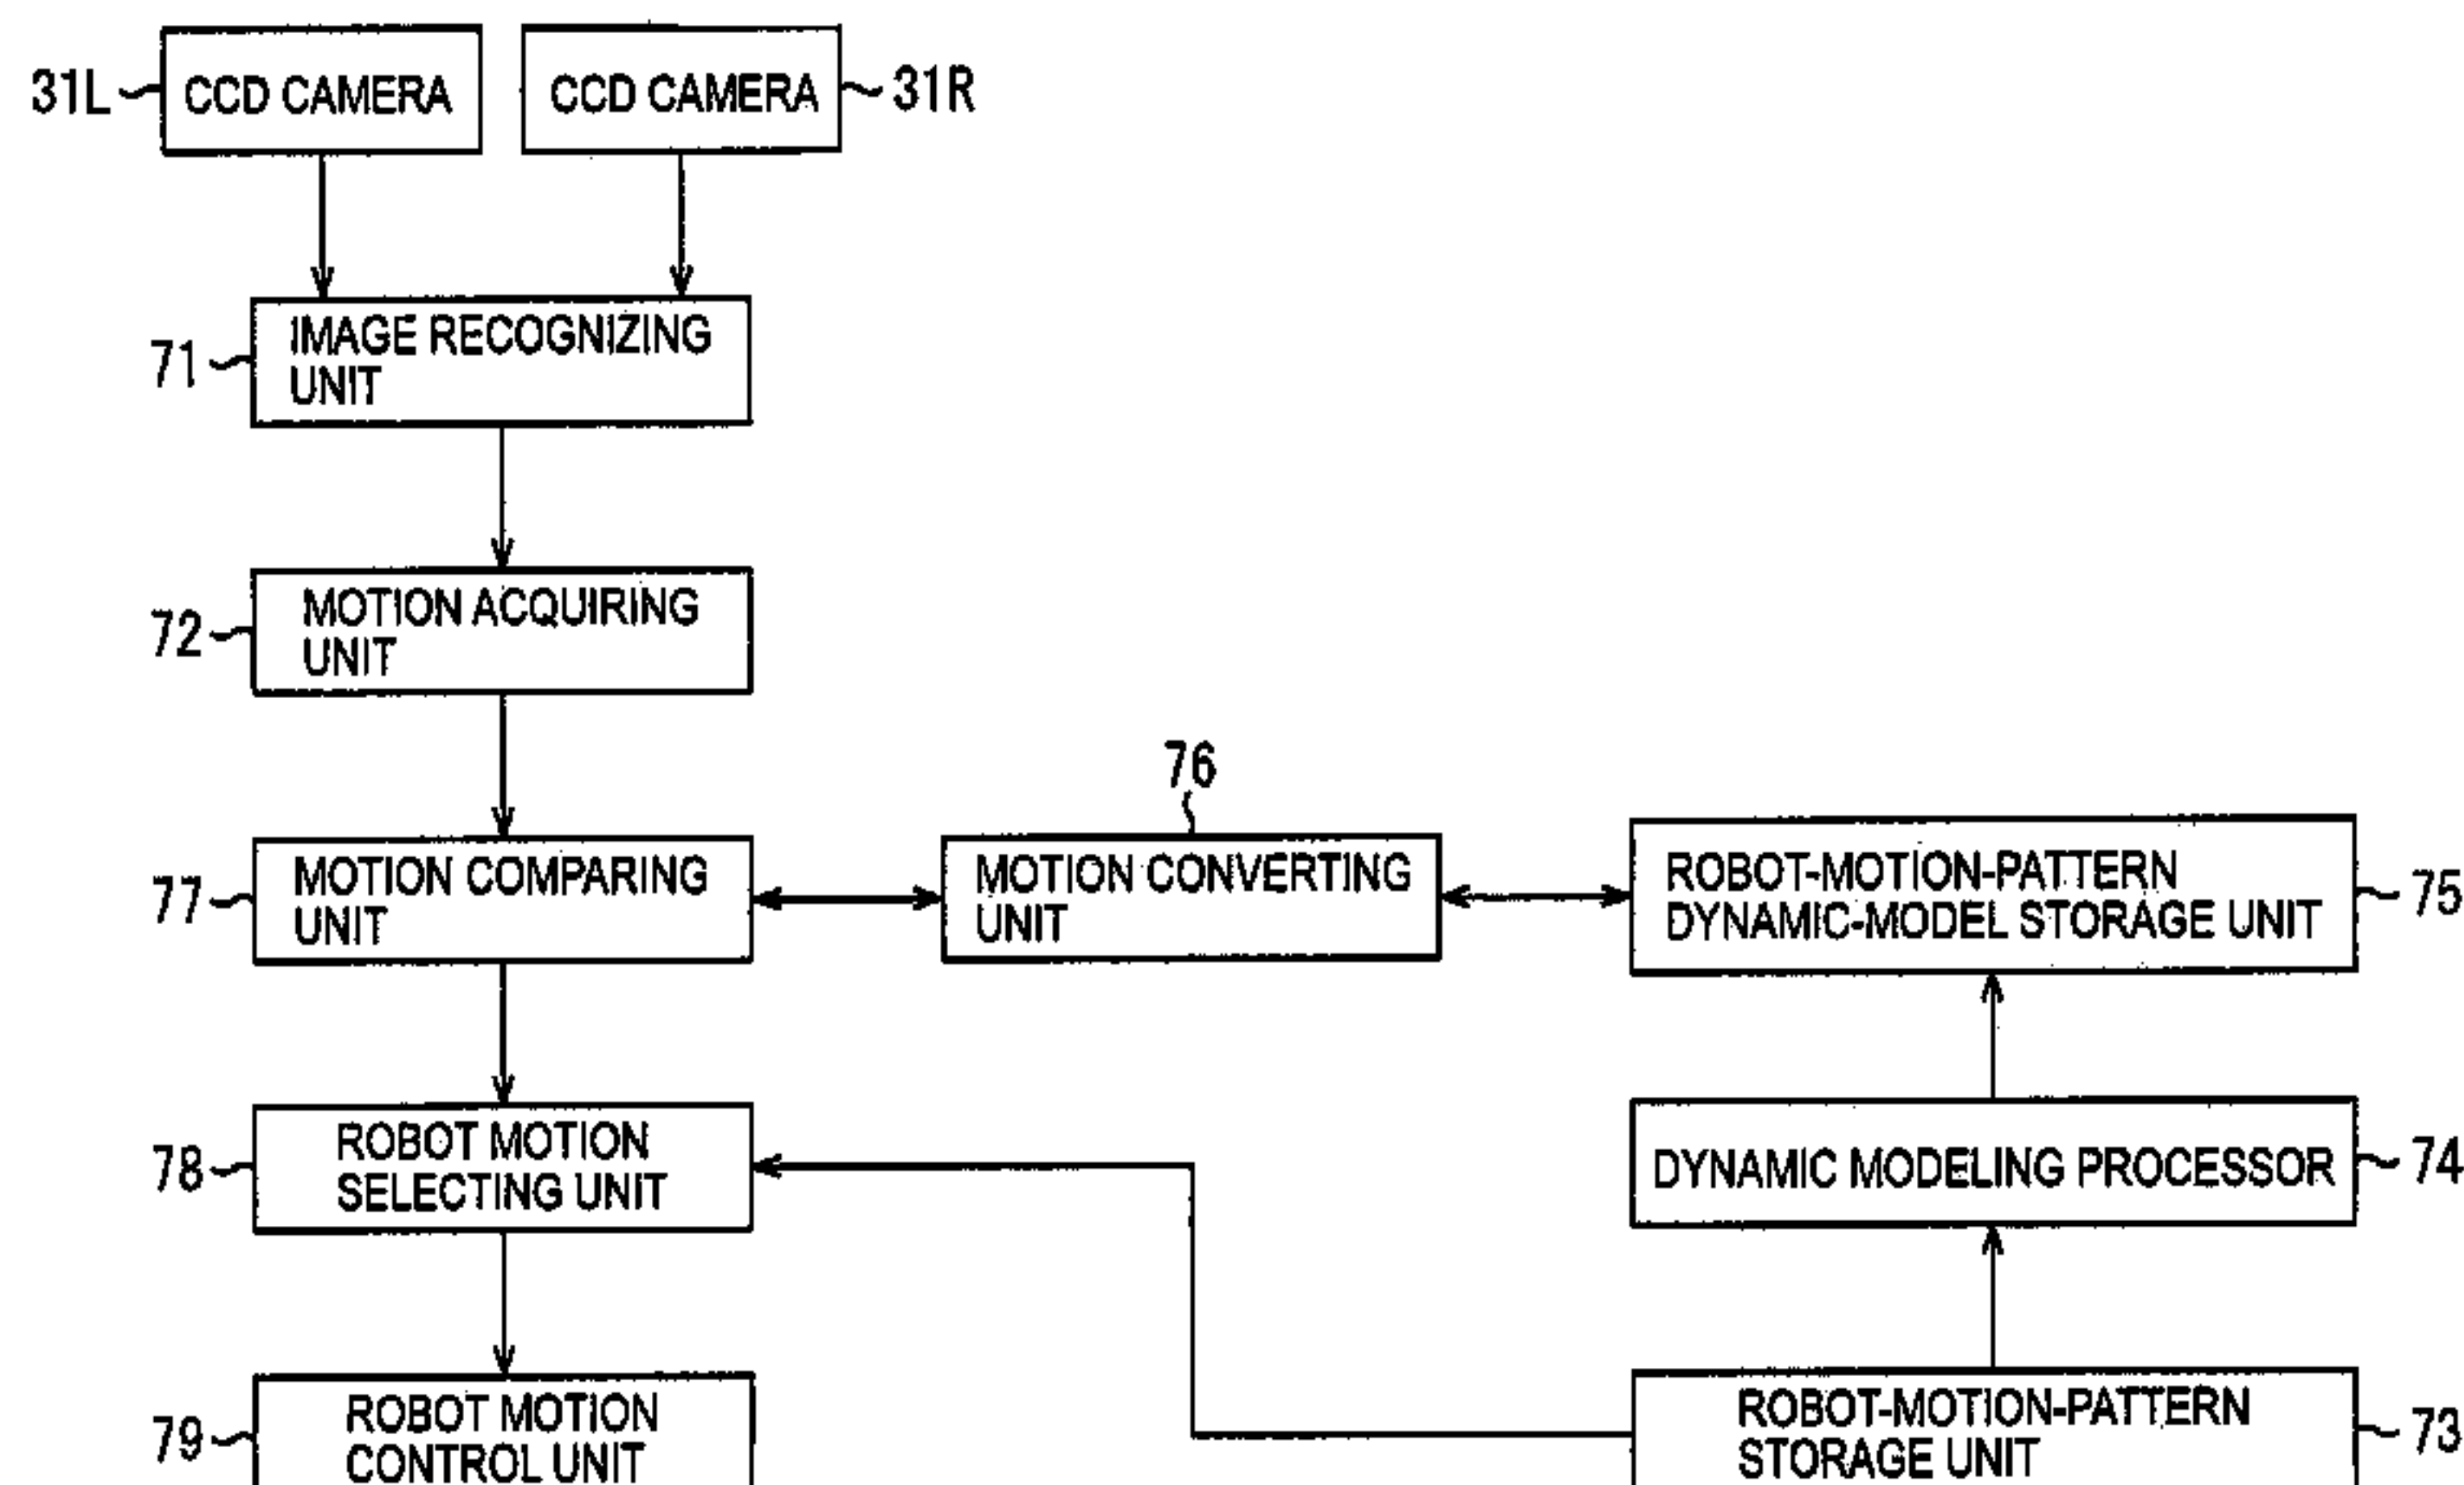 31L
CCD CAMERA
CCD CAMERA
31R
71
IMAGE RECOGNIZING
UNIT
72
MOTION ACQUIRING
UNIT
76
77
MOTION COMPARING
UNIT
MOTION CONVERTING
UNIT
ROBOT-MOTION-PATTERN
DYNAMIC-MODEL STORAGE UNIT
75
78
ROBOT MOTION
SELECTING UNIT
DYNAMIC MODELING PROCESSOR
74
79
ROBOT MOTION
CONTROL UNIT
ROBOT-MOTION-PATTERN
STORAGE UNIT
73